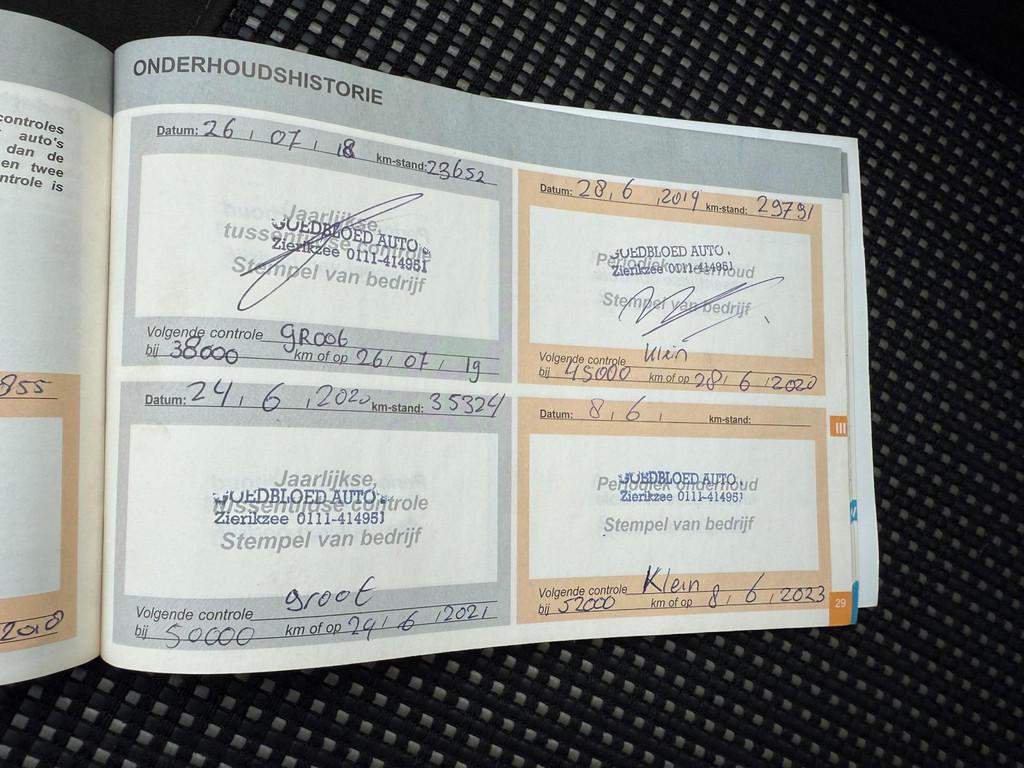 controles
auto's
dan de
en twee
ntrole is
855
2018
ONDERHOUDSHISTORIE
Datum: 26 / 07 / 18 km-stand: 23652
Jaarlijkse,
GOEDBLOED AUTO
Zierikzee 0111-414951
Stempel van bedrijf
Volgende controle GROOt
bij 38000 km of op 26 / 07 / 19
Datum: 28 / 6 / 2019 km-stand: 29791
GOEDBLOED AUTO
Periodiek onderhoud
Zierikzee 0111-414951
Stempel van bedrijf
Volgende controle Klein
bij 45000 km of op 28 / 6 / 2020
Datum: 24 / 6 / 2020 km-stand: 35324
Jaarlijkse,
GOEDBLOED AUTO
tussentijdse controle
Zierikzee 0111-414951
Stempel van bedrijf
Volgende controle groot
bij 50000 km of op 24 / 6 / 2021
Datum: 8 / 6 / km-stand:
GOEDBLOED AUTO
Periodiek onderhoud
Zierikzee 0111-414951
Stempel van bedrijf
Volgende controle Klein
bij 52000 km of op 8 / 6 / 2023
III
29